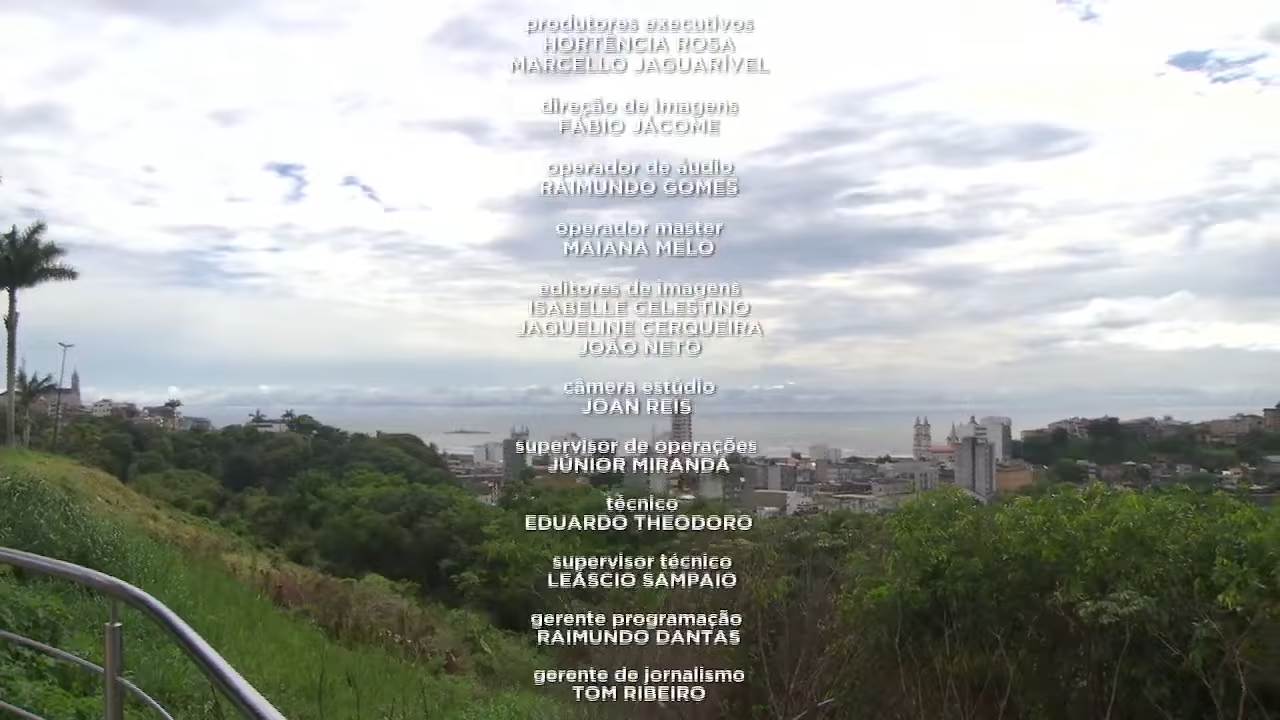 produtores executivos
HORTÊNCIA ROSA
MARCELLO JAGUARÍVEL
direção de imagens
FÁBIO JÁCOME
operador de áudio
RAIMUNDO GOMES
operador master
MAIANA MELO
editores de imagens
ISABELLE CELESTINO
JAQUELINE CERQUEIRA
JOÃO NETO
câmera estúdio
JOAN REIS
supervisor de operações
JÚNIOR MIRANDA
técnico
EDUARDO THEODORO
supervisor técnico
LEÁSCIO SAMPAIO
gerente programação
RAIMUNDO DANTAS
gerente de jornalismo
TOM RIBEIRO